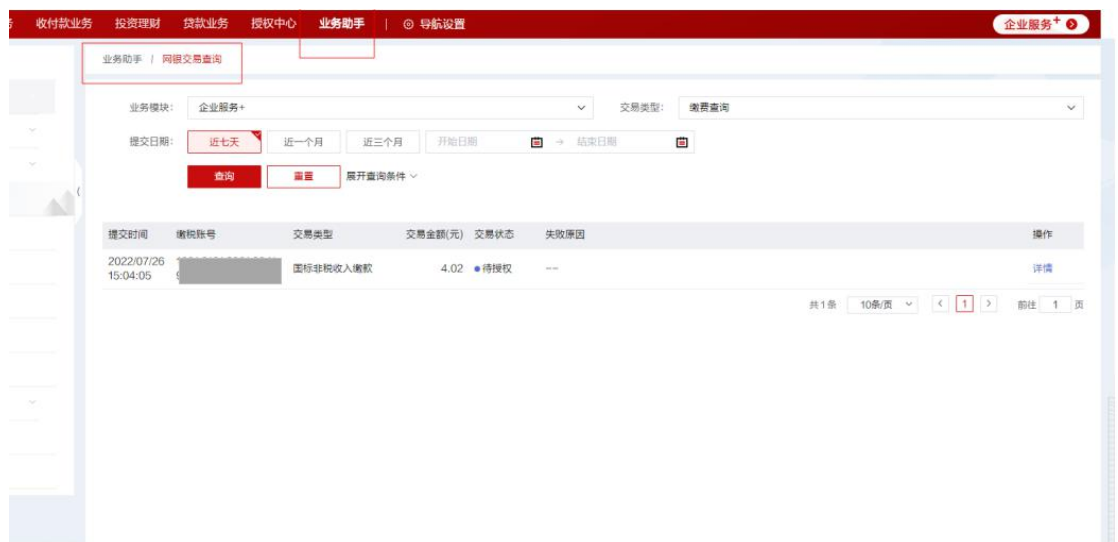 收付款业务 投资理财 贷款业务 授权中心 业务助手 | 导航设置 企业服务+
业务助手 / 网银交易查询
业务模块: 企业服务+ 交易类型: 缴费查询
提交日期: 近七天 近一个月 近三个月 开始日期 → 结束日期
查询 重置 展开查询条件
提交时间 缴税账号 交易类型 交易金额(元) 交易状态 失败原因 操作
2022/07/26
15:04:05 国标非税收入缴款 4.02 待授权 -- 详情
共1条 10条/页 < 1 > 前往 1 页